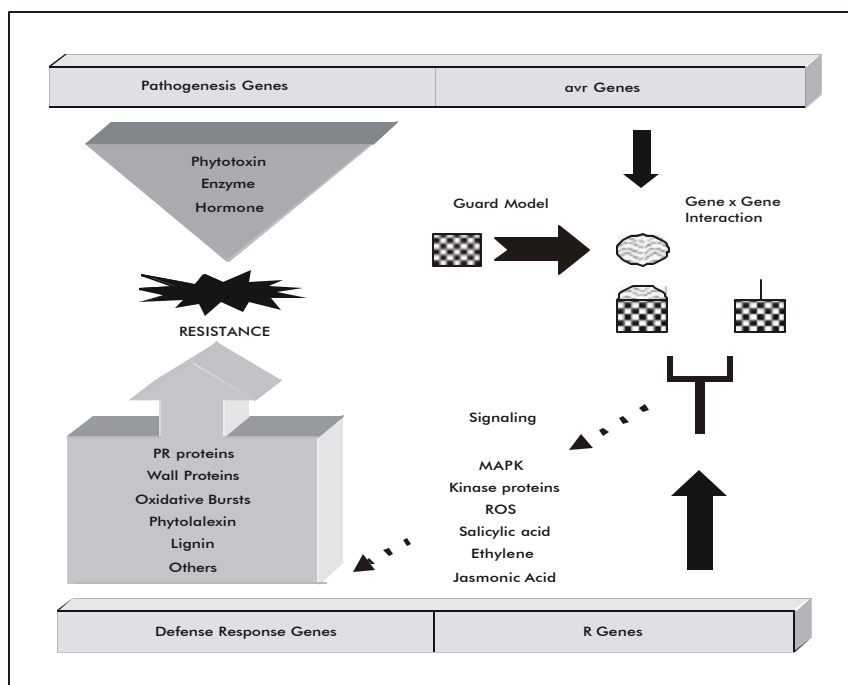 Pathogenesis Genes
avr Genes
Phytotoxin
Enzyme
Hormone
Guard Model
Gene x Gene
Interaction
RESISTANCE
Signaling
PR proteins
Wall Proteins
Oxidative Bursts
Phytolalexin
Lignin
Others
MAPK
Kinase proteins
ROS
Salicylic acid
Ethylene
Jasmonic Acid
Defense Response Genes
R Genes